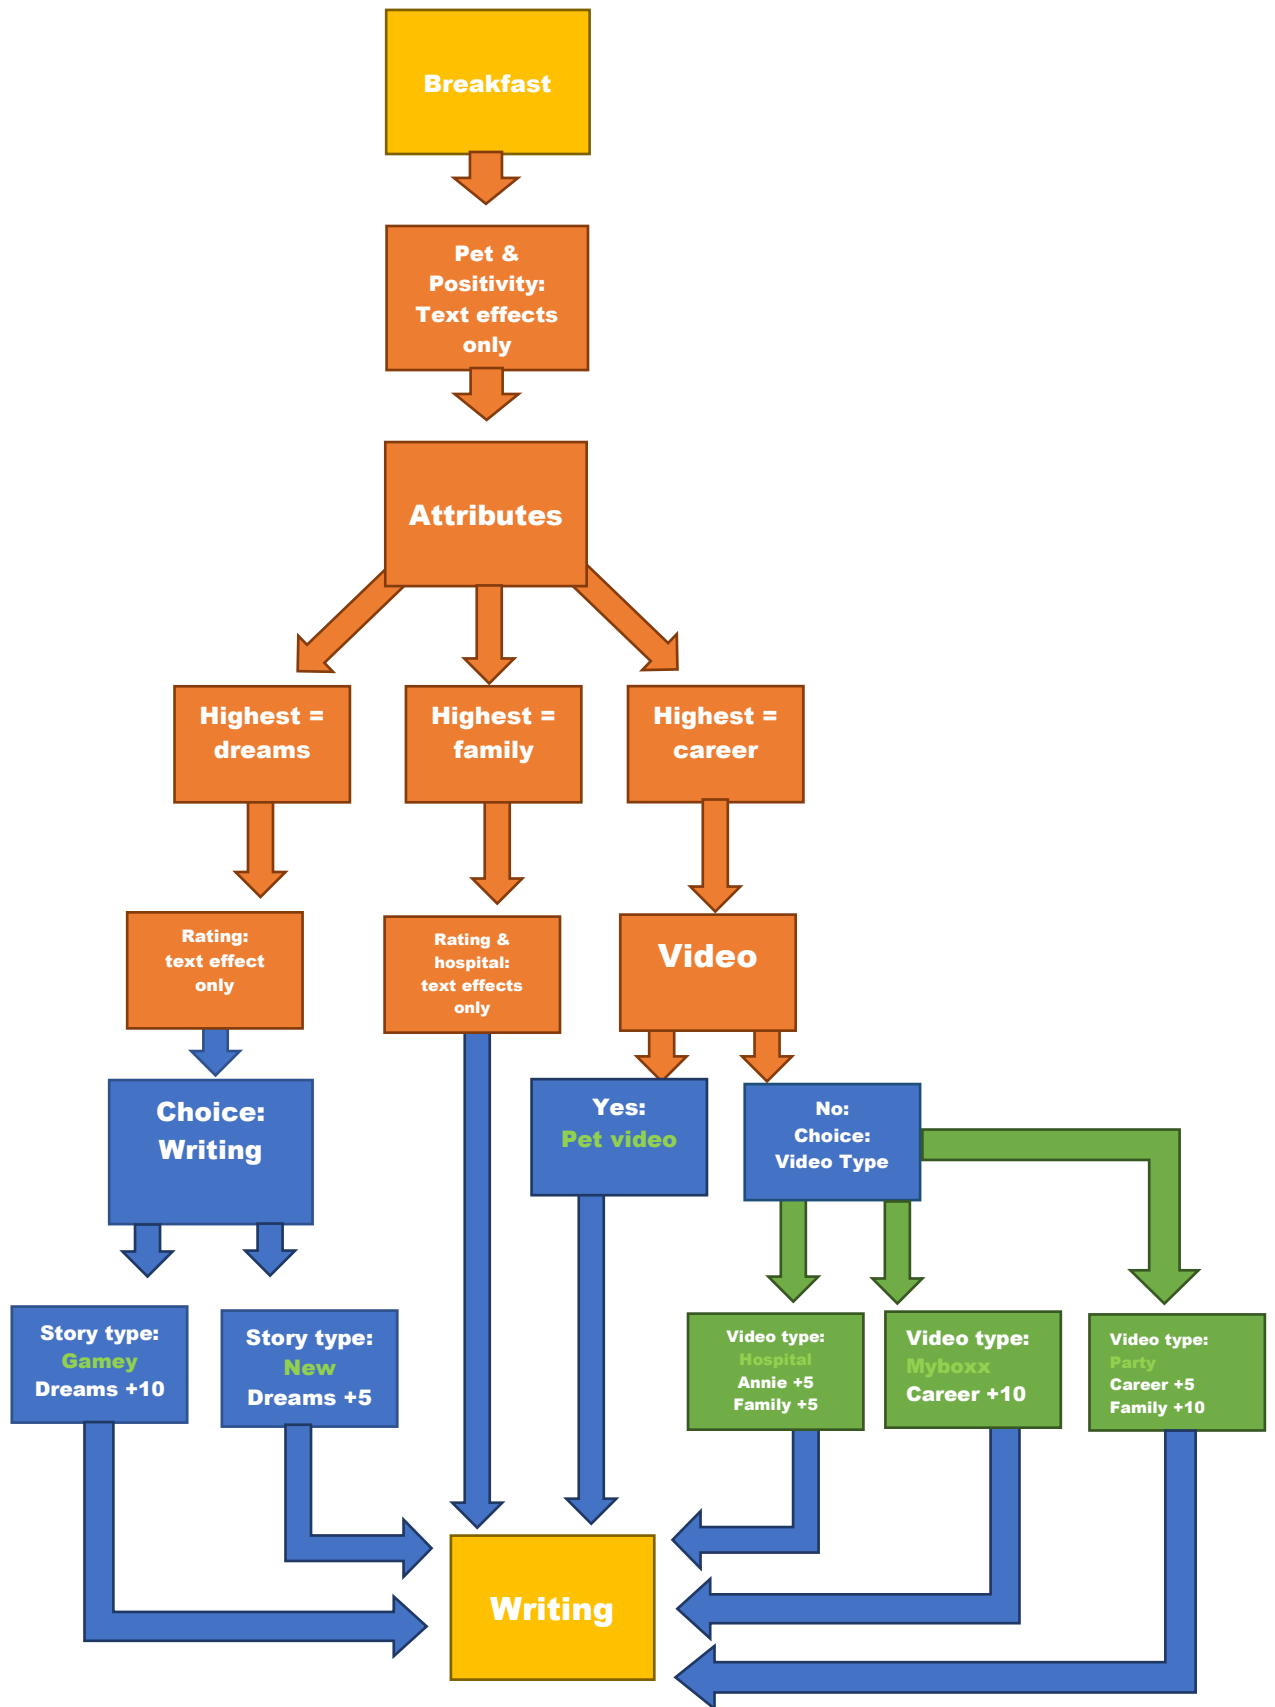 Breakfast
Pet &
Positivity:
Text effects
only
Attributes
Highest =
dreams
Highest =
family
Highest =
career
Rating:
text effect
only
Rating &
hospital:
text effects
only
Video
Choice:
Writing
Yes:
Pet video
No:
Choice:
Video Type
Story type:
Gamey
Dreams +10
Story type:
New
Dreams +5
Video type:
Hospital
Annie +5
Family +5
Video type:
Myboxx
Career +10
Video type:
Party
Career +5
Family +10
Writing